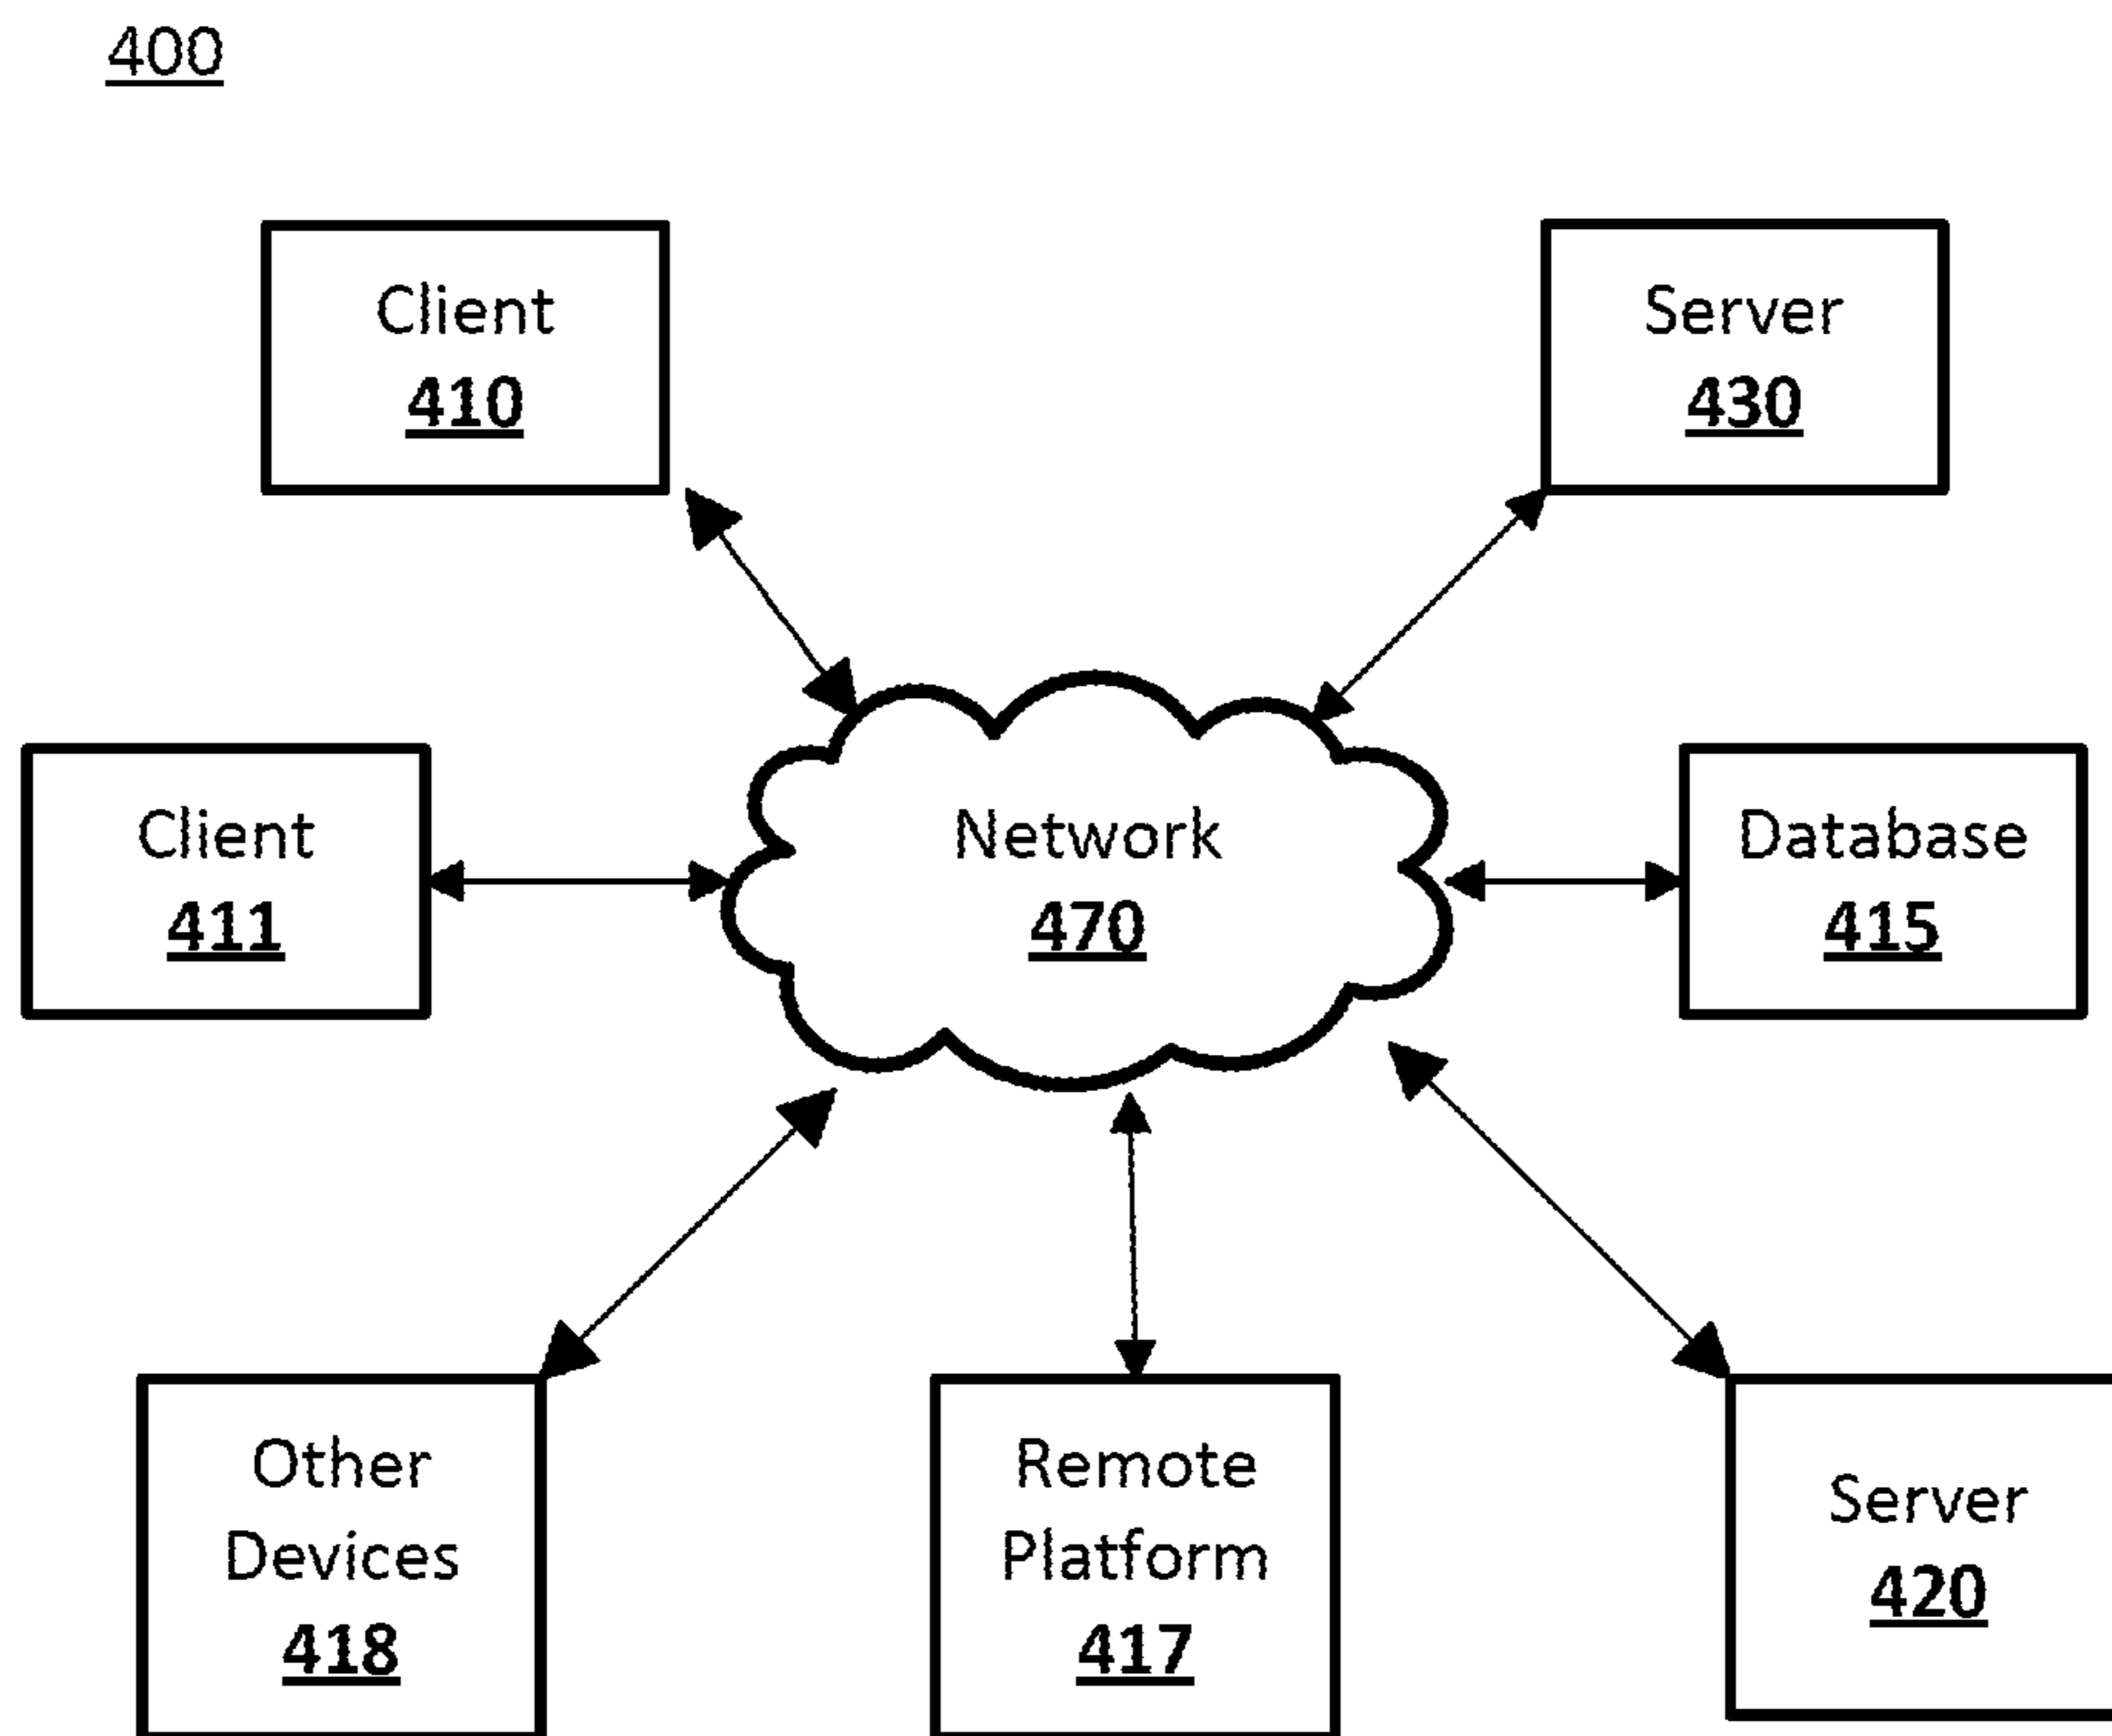 400
Client
410
Server
430
Client
411
Network
470
Database
415
Other
Devices
418
Remote
Platform
417
Server
420